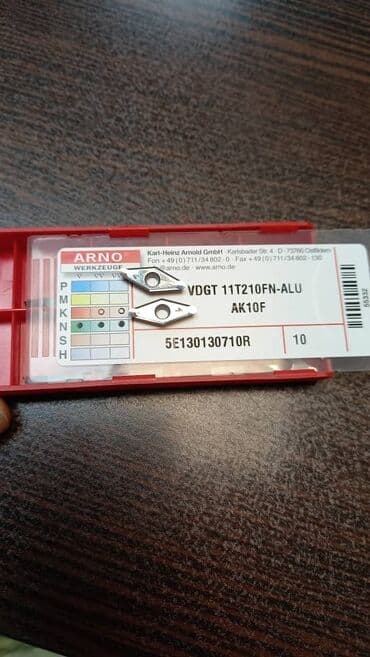 ARNO
WERKZEUGE
Karl-Heinz Arnold GmbH · Karlsbader Str. 4 · D - 73760 Ostfildern
Fon +49 (0) 711/34 802 - 0 · Fax +49 (0) 711/34 802 - 130
arno.de · www.arno.de
P
M
K
N
S
H
VDGT 11T210FN-ALU
AK10F
5E130130710R
10
55332